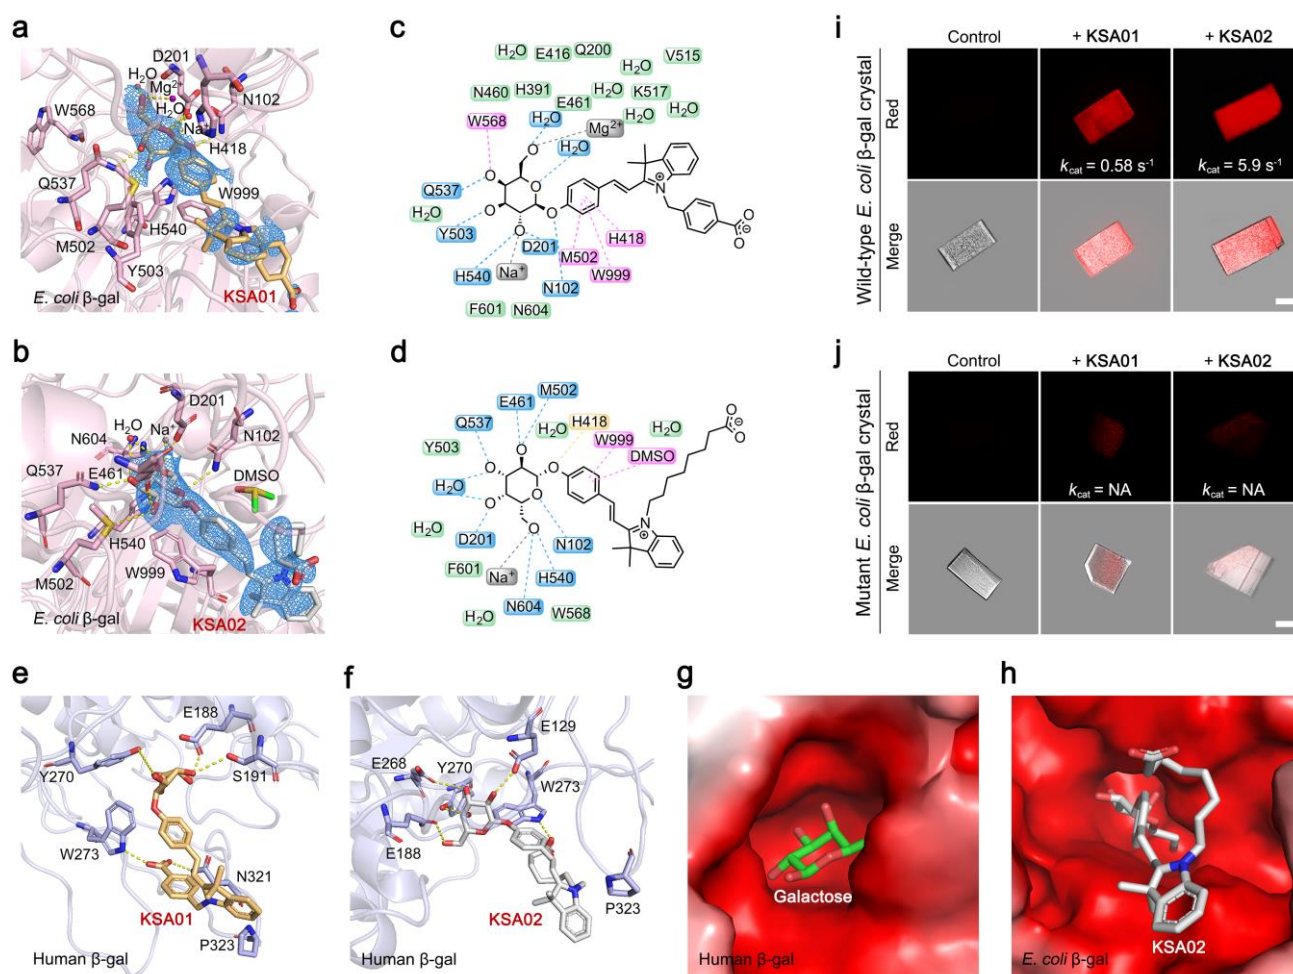 a
D201
H₂O
Mg²⁺
H₂O
N102
W568
Na⁺
H418
Q537
W999
M502
H540
Y503
E. coli β-gal
KSA01
b
D201
H₂O
Na⁺
N604
N102
Q537
E461
DMSO
H540
M502
W999
E. coli β-gal
KSA02
c
H₂O
E416
Q200
V515
H₂O
N460
H391
H₂O
K517
E461
H₂O
H₂O
W568
H₂O
Mg²⁺
H₂O
O
N⁺
Q537
O
O
O
O
O
H₂O
O
Y503
D201
H418
M502
H540
Na⁺
W999
N102
F601
N604
d
M502
E461
Q537
H418
H₂O
H₂O
W999
Y503
DMSO
O
O
O
O
O
H₂O
O
O
O
N⁺
D201
N102
H₂O
F601
Na⁺
H540
N604
W568
H₂O
e
E188
Y270
S191
W273
N321
KSA01
P323
Human β-gal
f
E129
E268
Y270
W273
E188
KSA02
P323
Human β-gal
g
Galactose
Human β-gal
h
KSA02
E. coli β-gal
i
Control
+ KSA01
+ KSA02
Wild-type E. coli β-gal crystal
Red
k_cat = 0.58 s⁻¹
k_cat = 5.9 s⁻¹
Merge
j
Control
+ KSA01
+ KSA02
Mutant E. coli β-gal crystal
Red
k_cat = NA
k_cat = NA
Merge